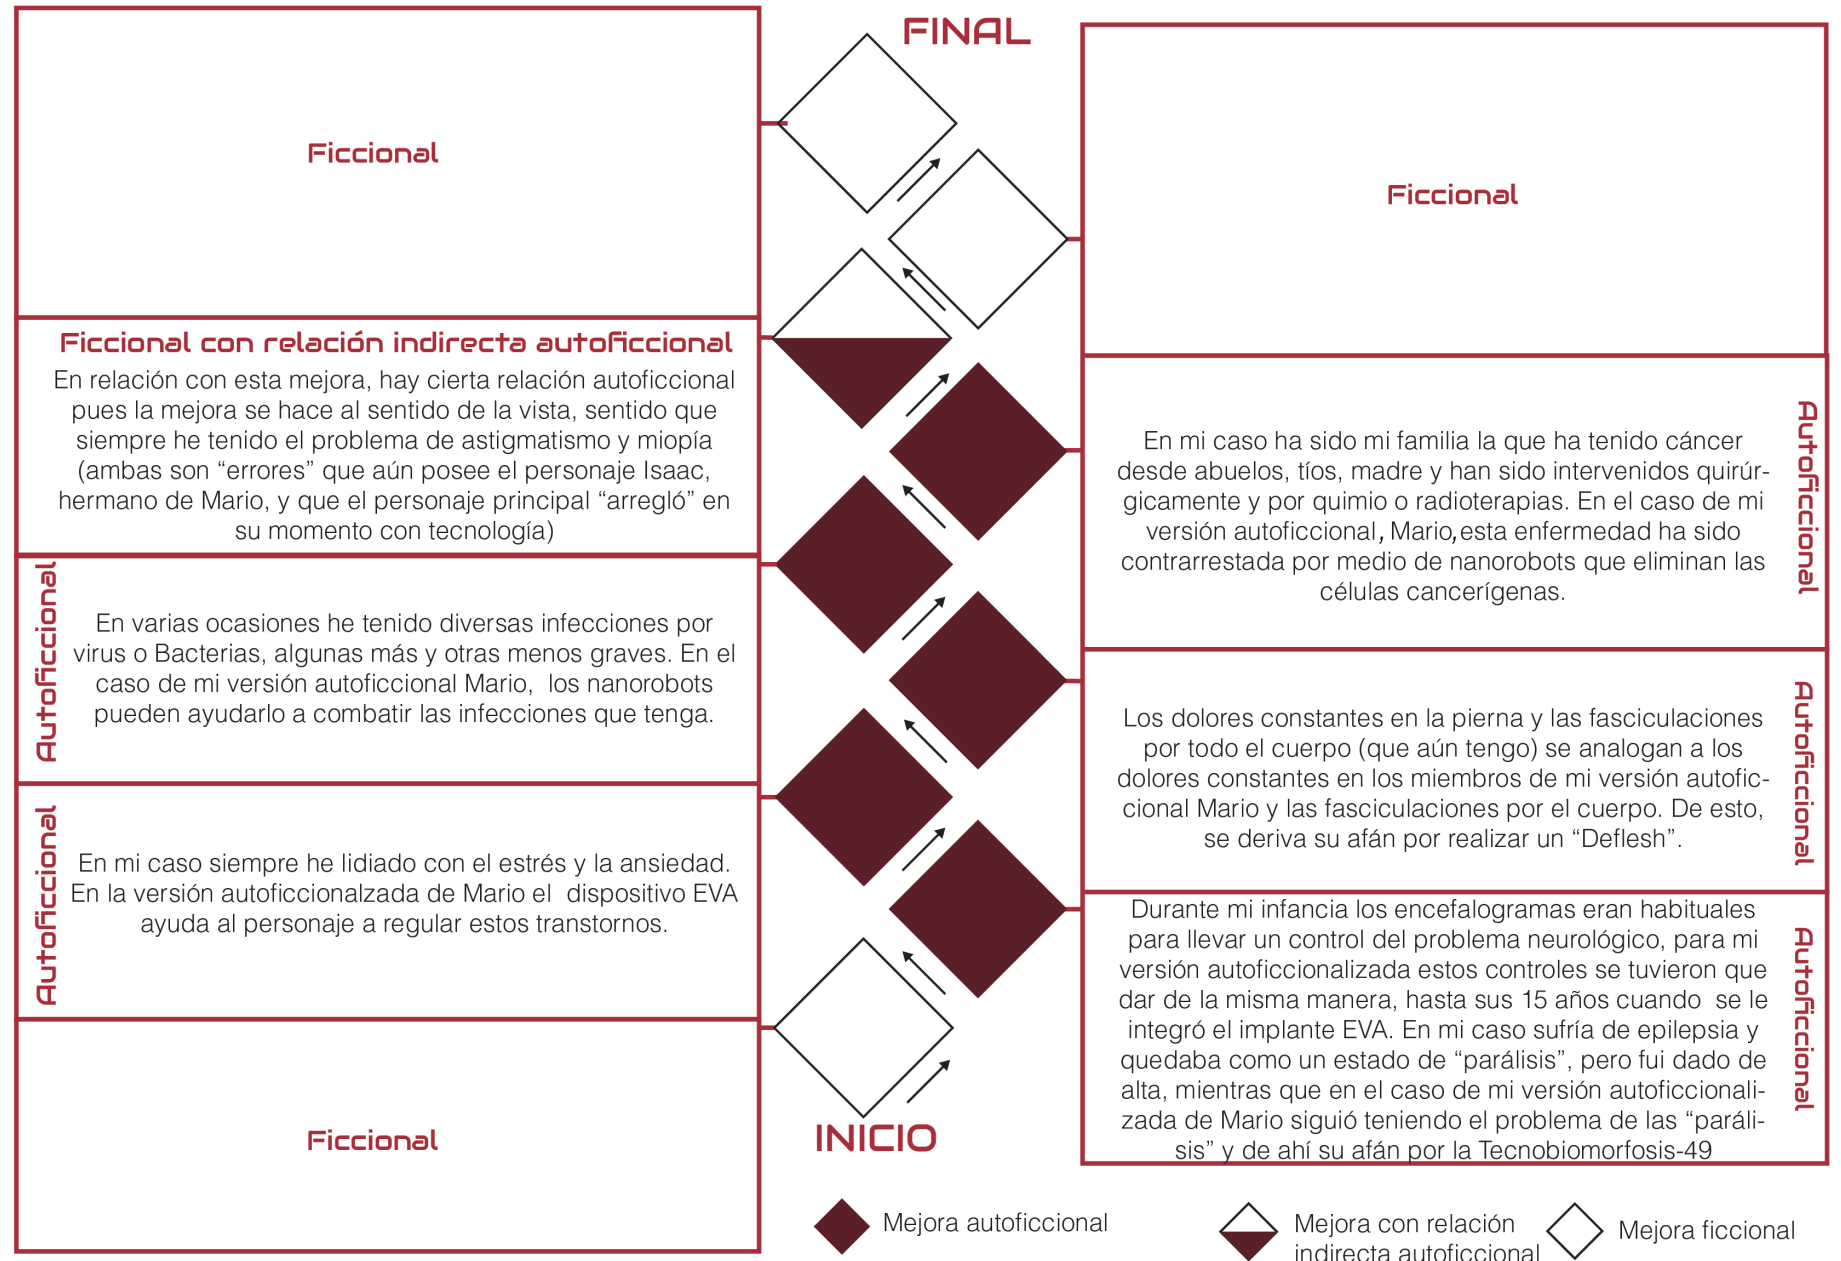 FINAL
Ficcional
Ficcional
Ficcional con relación indirecta autoficcional
En relación con esta mejora, hay cierta relación autoficcional
pues la mejora se hace al sentido de la vista, sentido que
siempre he tenido el problema de astigmatismo y miopía
(ambas son “errores” que aún posee el personaje Isaac,
hermano de Mario, y que el personaje principal “arregló” en
su momento con tecnología)
Autoficcional
En mi caso ha sido mi familia la que ha tenido cáncer
desde abuelos, tíos, madre y han sido intervenidos quirúr-
gicamente y por quimio o radioterapias. En el caso de mi
versión autoficcional, Mario, esta enfermedad ha sido
contrarrestada por medio de nanorobots que eliminan las
células cancerígenas.
Autoficcional
En varias ocasiones he tenido diversas infecciones por
virus o Bacterias, algunas más y otras menos graves. En el
caso de mi versión autoficcional Mario, los nanorobots
pueden ayudarlo a combatir las infecciones que tenga.
Autoficcional
Los dolores constantes en la pierna y las fasciculaciones
por todo el cuerpo (que aún tengo) se analogan a los
dolores constantes en los miembros de mi versión autofic-
cional Mario y las fasciculaciones por el cuerpo. De esto,
se deriva su afán por realizar un “Deflesh”.
Autoficcional
En mi caso siempre he lidiado con el estrés y la ansiedad.
En la versión autoficcionalzada de Mario el dispositivo EVA
ayuda al personaje a regular estos transtornos.
Autoficcional
Durante mi infancia los encefalogramas eran habituales
para llevar un control del problema neurológico, para mi
versión autoficcionalizada estos controles se tuvieron que
dar de la misma manera, hasta sus 15 años cuando se le
integró el implante EVA. En mi caso sufría de epilepsia y
quedaba como un estado de “parálisis”, pero fui dado de
alta, mientras que en el caso de mi versión autoficcionali-
zada de Mario siguió teniendo el problema de las “paráli-
sis” y de ahí su afán por la Tecnobiomorfosis-49
Ficcional
INICIO
Mejora autoficcional
Mejora con relación
indirecta autoficcional
Mejora ficcional